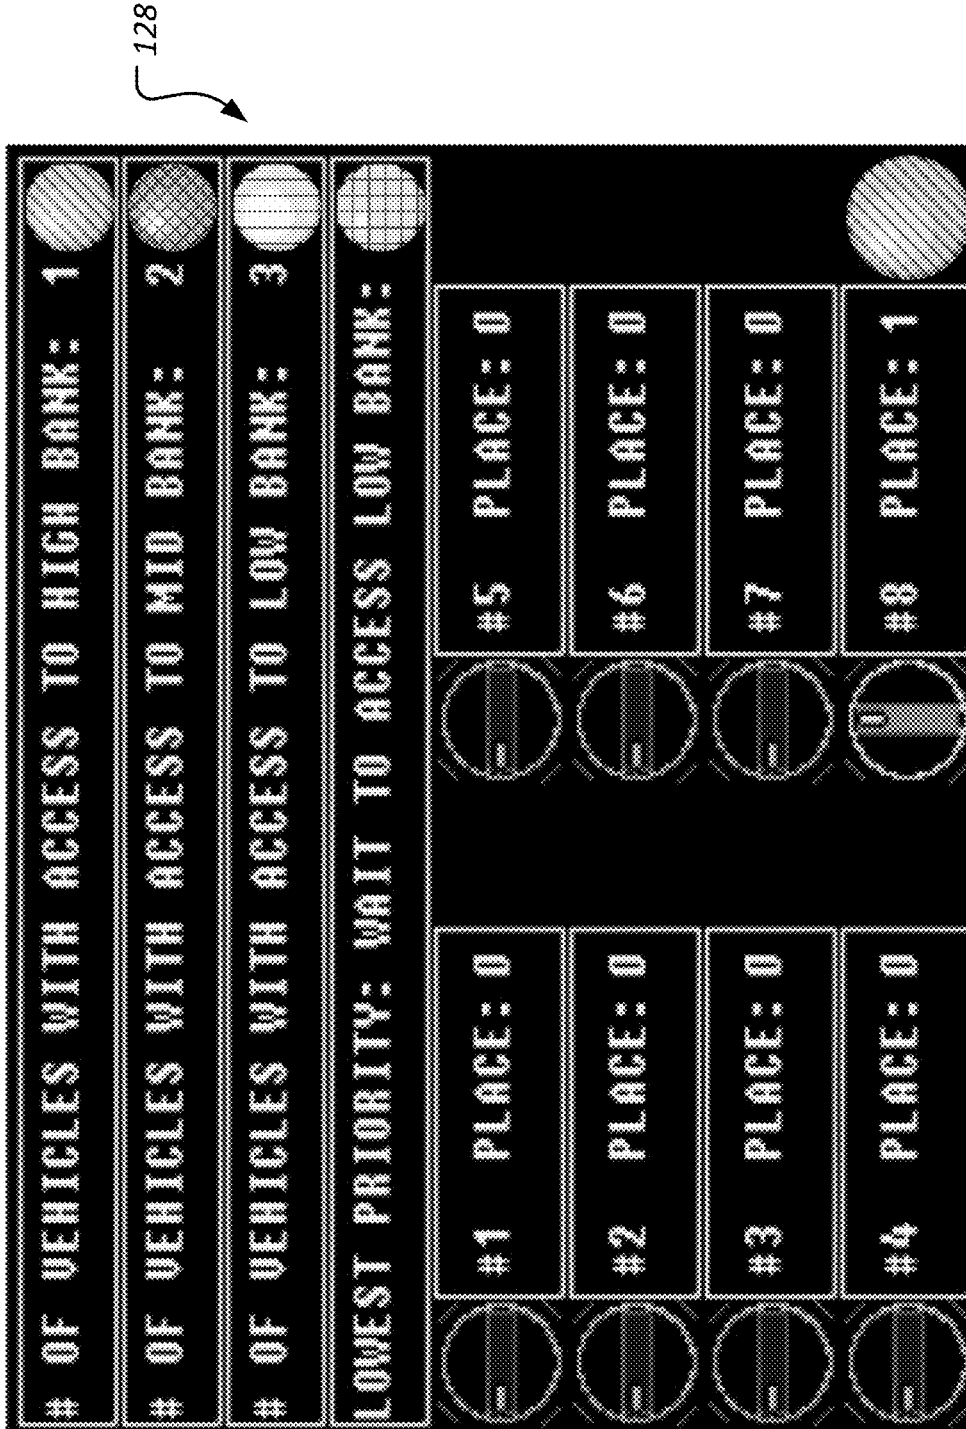 128
# OF VEHICLES WITH ACCESS TO HIGH BANK: 1
# OF VEHICLES WITH ACCESS TO MID BANK: 2
# OF VEHICLES WITH ACCESS TO LOW BANK: 3
LOWEST PRIORITY: WAIT TO ACCESS LOW BANK:
#1 PLACE: 0
#5 PLACE: 0
#2 PLACE: 0
#6 PLACE: 0
#3 PLACE: 0
#7 PLACE: 0
#4 PLACE: 0
#8 PLACE: 1